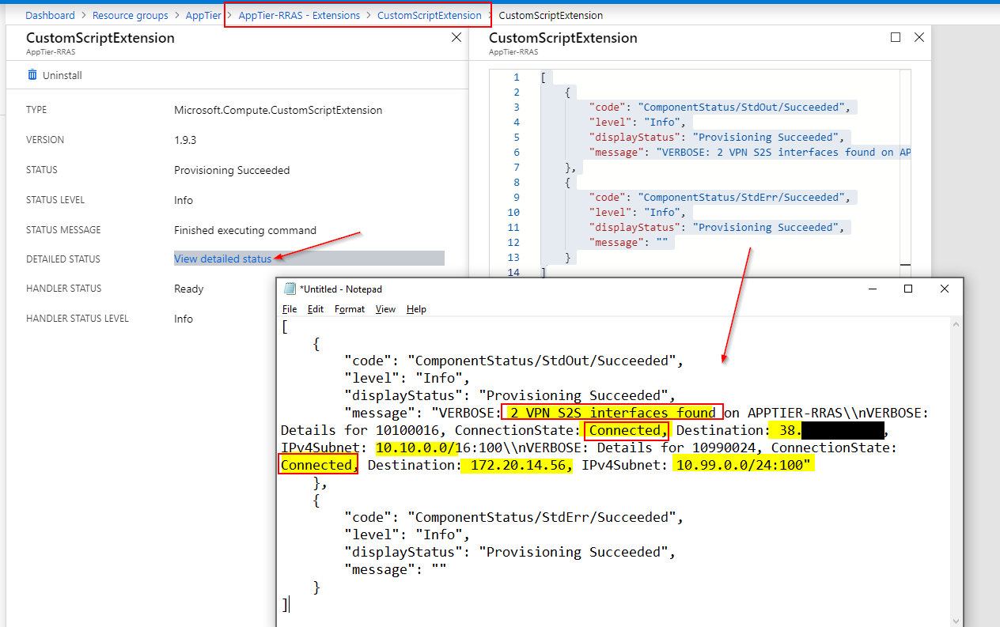 Dashboard > Resource groups > AppTier > AppTier-RRAS - Extensions > CustomScriptExtension > CustomScriptExtension
CustomScriptExtension
AppTier-RRAS
Uninstall
TYPE Microsoft.Compute.CustomScriptExtension
VERSION 1.9.3
STATUS Provisioning Succeeded
STATUS LEVEL Info
STATUS MESSAGE Finished executing command
DETAILED STATUS View detailed status
HANDLER STATUS Ready
HANDLER STATUS LEVEL Info
CustomScriptExtension
AppTier-RRAS
1 [
2 {
3 "code": "ComponentStatus/StdOut/Succeeded",
4 "level": "Info",
5 "displayStatus": "Provisioning Succeeded",
6 "message": "VERBOSE: 2 VPN S2S interfaces found on AP
7 },
8 {
9 "code": "ComponentStatus/StdErr/Succeeded",
10 "level": "Info",
11 "displayStatus": "Provisioning Succeeded",
12 "message": ""
13 }
14 ]
*Untitled - Notepad
File Edit Format View Help
[
{
"code": "ComponentStatus/StdOut/Succeeded",
"level": "Info",
"displayStatus": "Provisioning Succeeded",
"message": "VERBOSE: 2 VPN S2S interfaces found on APPTIER-RRAS\\nVERBOSE:
Details for 10100016, ConnectionState: Connected, Destination: 38. ,
IPv4Subnet: 10.10.0.0/16:100\\nVERBOSE: Details for 10990024, ConnectionState:
Connected, Destination: 172.20.14.56, IPv4Subnet: 10.99.0.0/24:100"
},
{
"code": "ComponentStatus/StdErr/Succeeded",
"level": "Info",
"displayStatus": "Provisioning Succeeded",
"message": ""
}
]